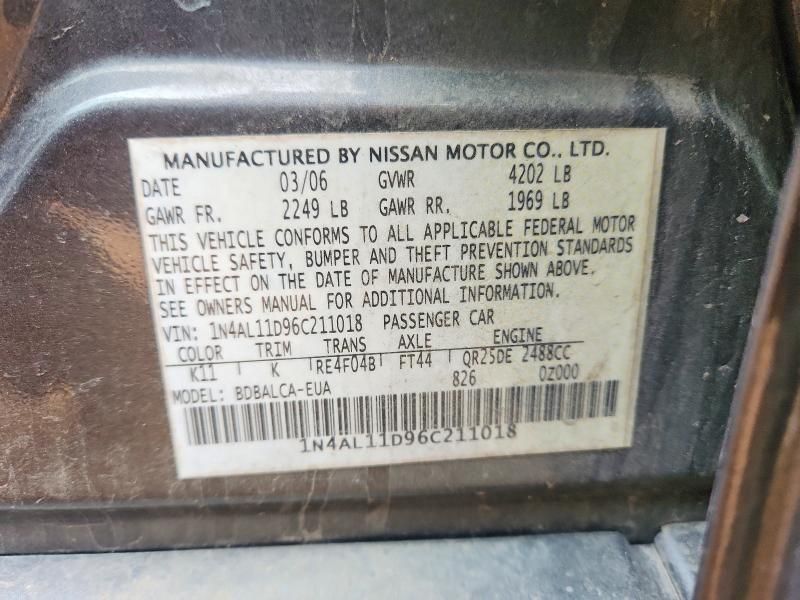 MANUFACTURED BY NISSAN MOTOR CO., LTD.
DATE 03/06 GVWR 4202 LB
GAWR FR. 2249 LB GAWR RR. 1969 LB
THIS VEHICLE CONFORMS TO ALL APPLICABLE FEDERAL MOTOR
VEHICLE SAFETY, BUMPER AND THEFT PREVENTION STANDARDS
IN EFFECT ON THE DATE OF MANUFACTURE SHOWN ABOVE.
SEE OWNERS MANUAL FOR ADDITIONAL INFORMATION.
VIN: 1N4AL11D96C211018 PASSENGER CAR
COLOR TRIM TRANS AXLE ENGINE
K11 K RE4F04B FT44 QR25DE 2488CC
MODEL: BDBALCA-EUA 826 0Z000
1N4AL11D96C211018